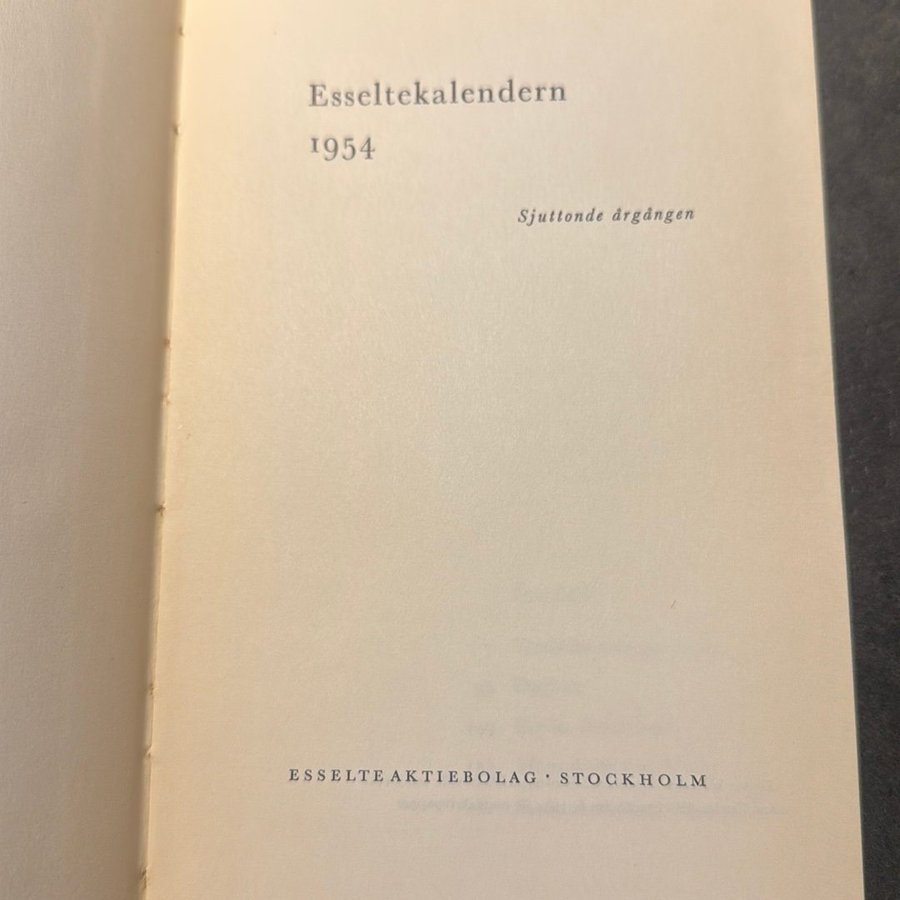 Esseltekalendern
1954
Sjuttonde årgången
ESSELTE AKTIEBOLAG · STOCKHOLM